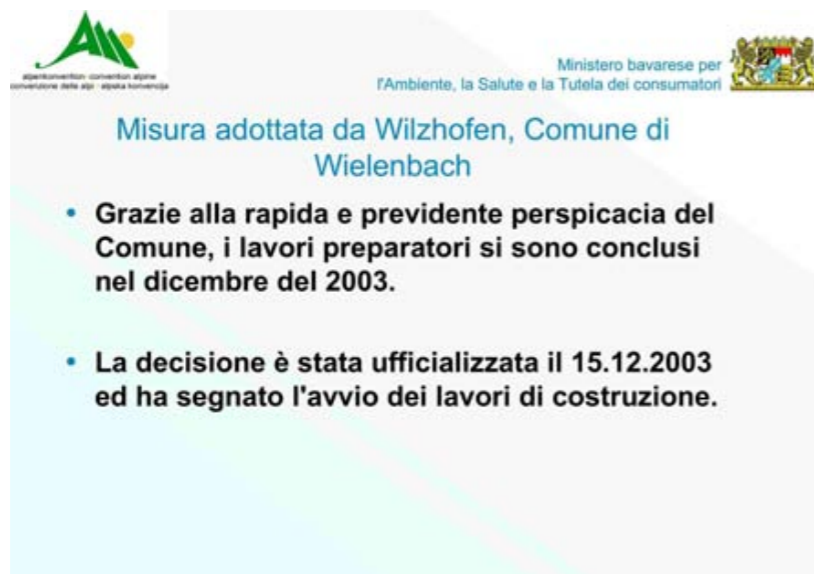 alpenkonvention · convention alpine
convenzione delle alpi · alpska konvencija
Ministero bavarese per
l'Ambiente, la Salute e la Tutela dei consumatori
Misura adottata da Wilzhofen, Comune di
Wielenbach
• Grazie alla rapida e previdente perspicacia del
Comune, i lavori preparatori si sono conclusi
nel dicembre del 2003.
• La decisione è stata ufficializzata il 15.12.2003
ed ha segnato l'avvio dei lavori di costruzione.